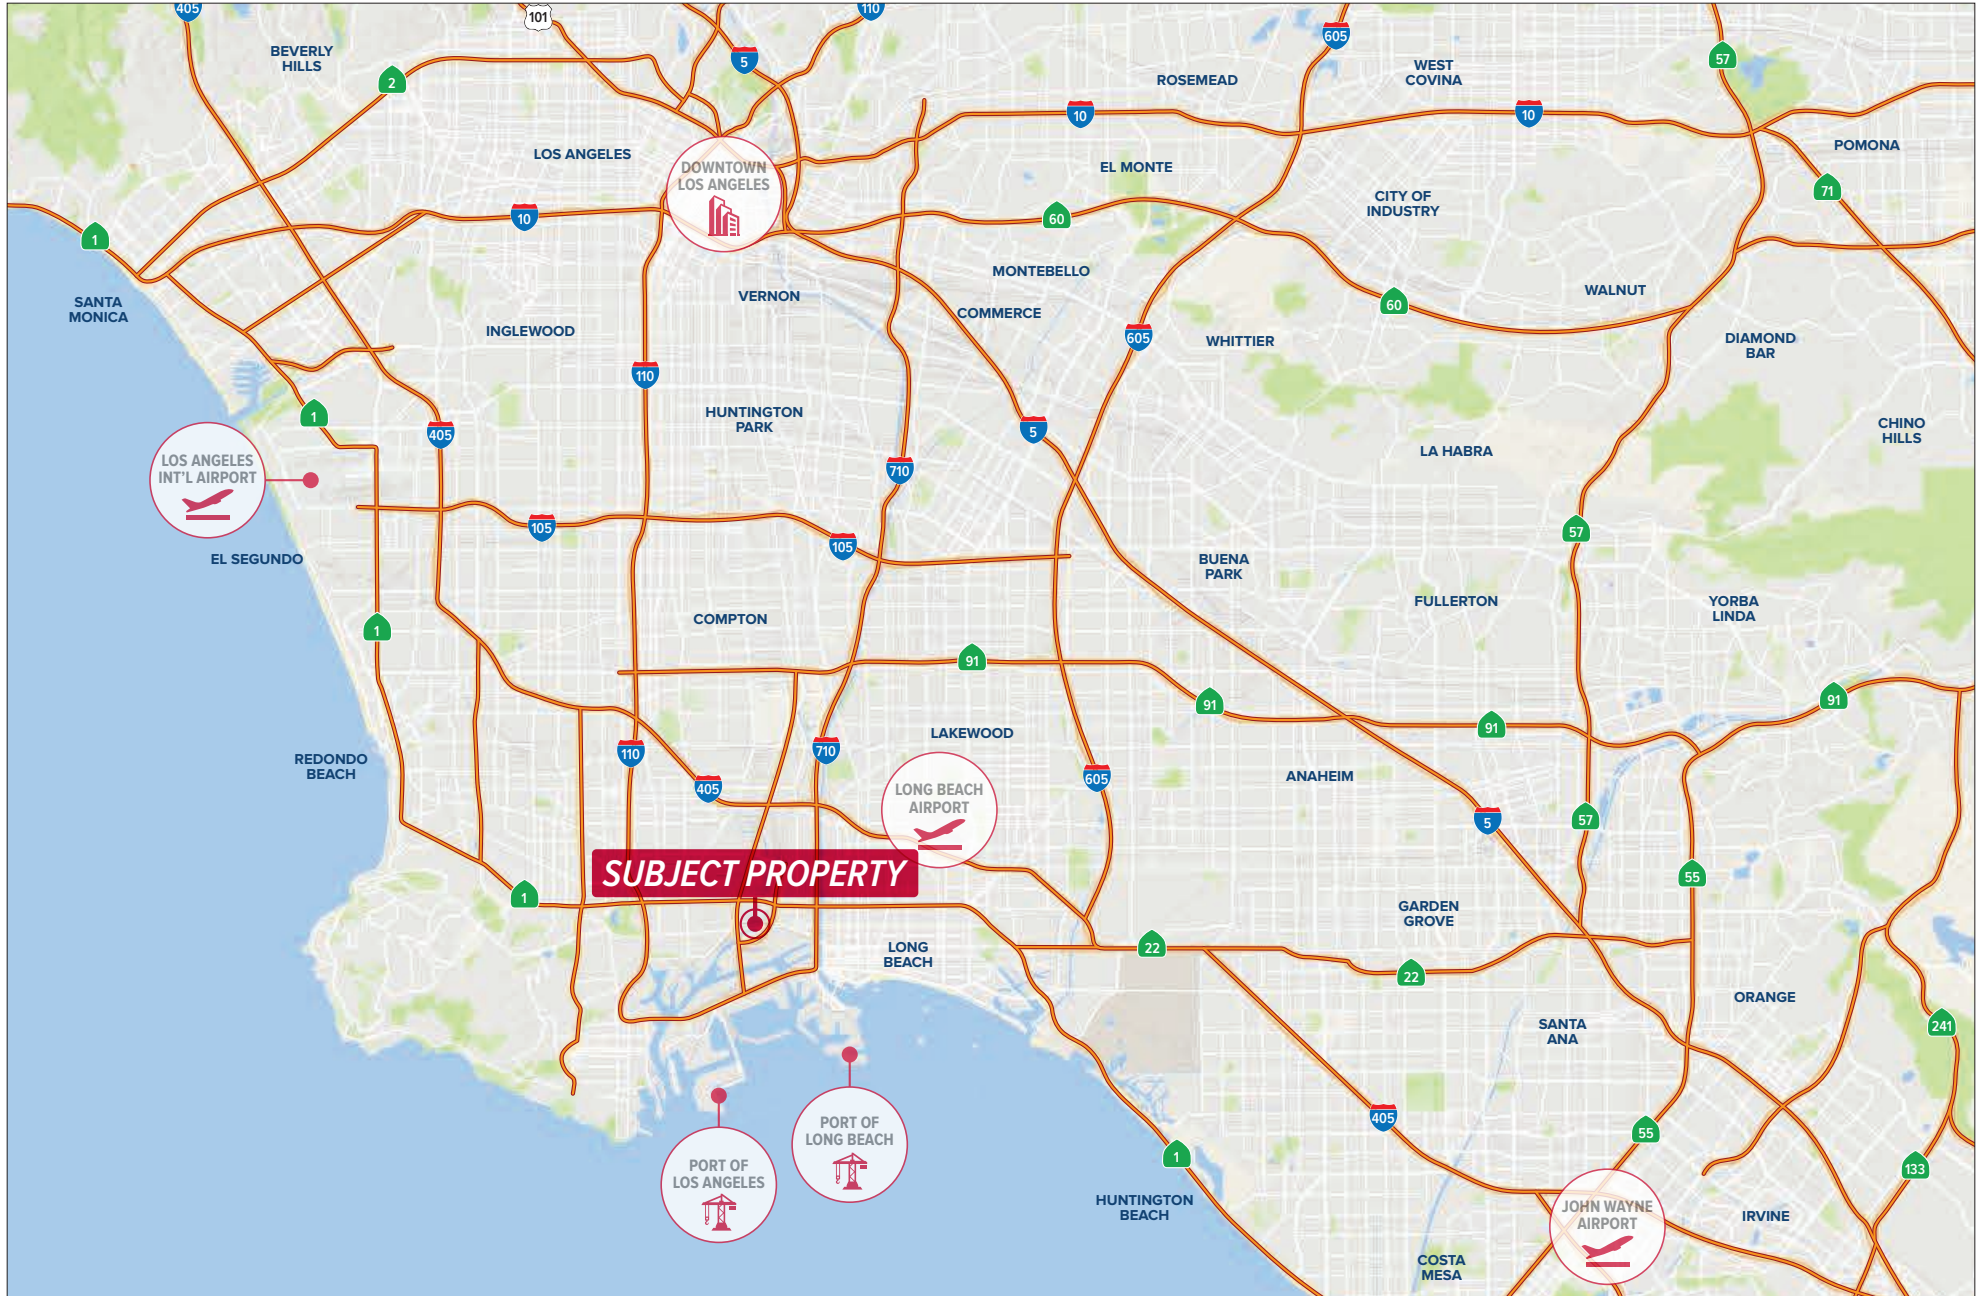 405
101
110
5
605
57
BEVERLY
HILLS
2
ROSEMEAD
WEST
COVINA
10
10
POMONA
LOS ANGELES
DOWNTOWN
LOS ANGELES
EL MONTE
CITY OF
INDUSTRY
71
1
10
60
SANTA
MONICA
VERNON
MONTEBELLO
COMMERCE
60
WALNUT
INGLEWOOD
605
WHITTIER
DIAMOND
BAR
110
1
405
HUNTINGTON
PARK
5
CHINO
HILLS
LA HABRA
LOS ANGELES
INT'L AIRPORT
710
105
105
57
EL SEGUNDO
BUENA
PARK
COMPTON
FULLERTON
YORBA
LINDA
1
91
91
91
91
REDONDO
BEACH
110
710
LAKEWOOD
605
ANAHEIM
405
LONG BEACH
AIRPORT
5
57
SUBJECT PROPERTY
1
55
GARDEN
GROVE
LONG
BEACH
22
22
ORANGE
SANTA
ANA
241
PORT OF
LONG BEACH
405
55
1
133
PORT OF
LOS ANGELES
HUNTINGTON
BEACH
JOHN WAYNE
AIRPORT
IRVINE
COSTA
MESA